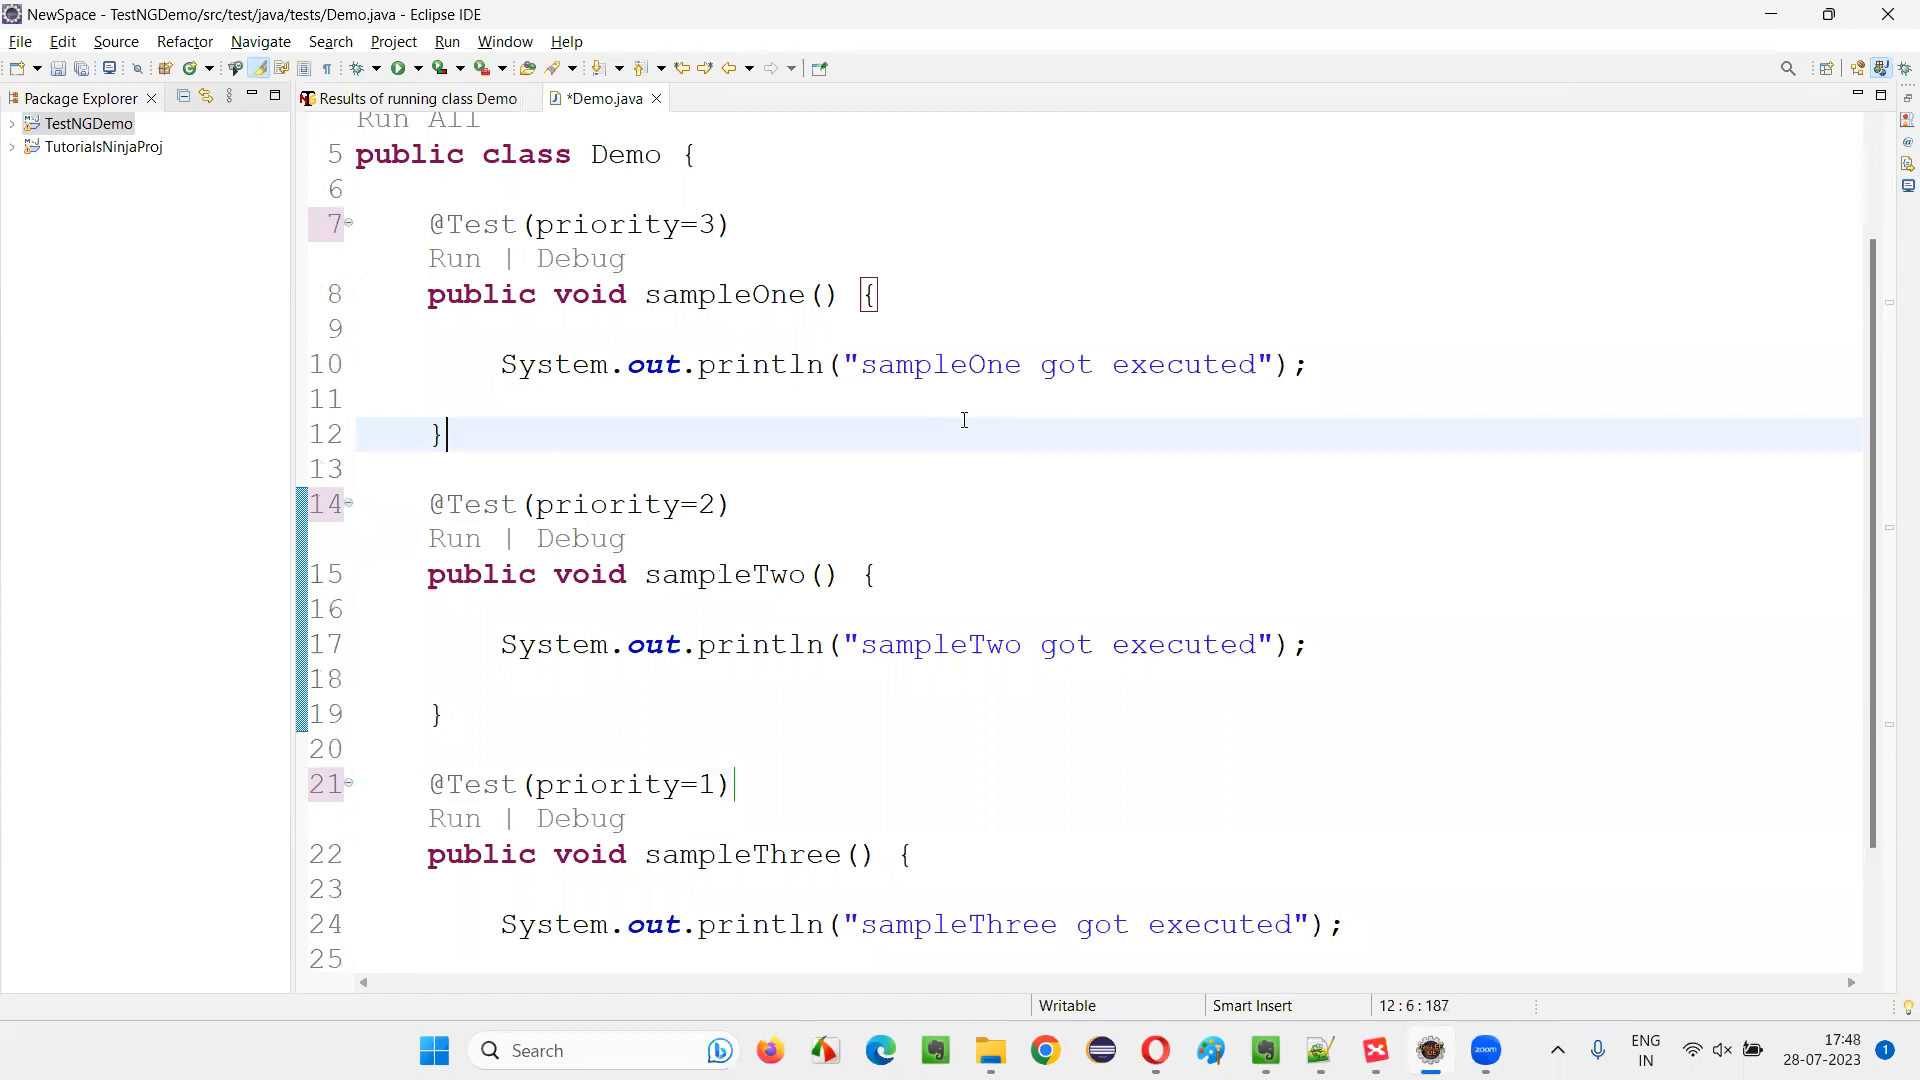 NewSpace - TestNGDemo/src/test/java/tests/Demo.java - Eclipse IDE
File Edit Source Refactor Navigate Search Project Run Window Help
Package Explorer
Results of running class Demo
*Demo.java
TestNGDemo
TutorialsNinjaProj
Run All
5 public class Demo {
6
7 @Test(priority=3)
Run | Debug
8 public void sampleOne() {
9
10 System.out.println("sampleOne got executed");
11
12 }
13
14 @Test(priority=2)
Run | Debug
15 public void sampleTwo() {
16
17 System.out.println("sampleTwo got executed");
18
19 }
20
21 @Test(priority=1)
Run | Debug
22 public void sampleThree() {
23
24 System.out.println("sampleThree got executed");
25
Writable
Smart Insert
12 : 6 : 187
Search
zoom
ENG
IN
17:48
28-07-2023
1